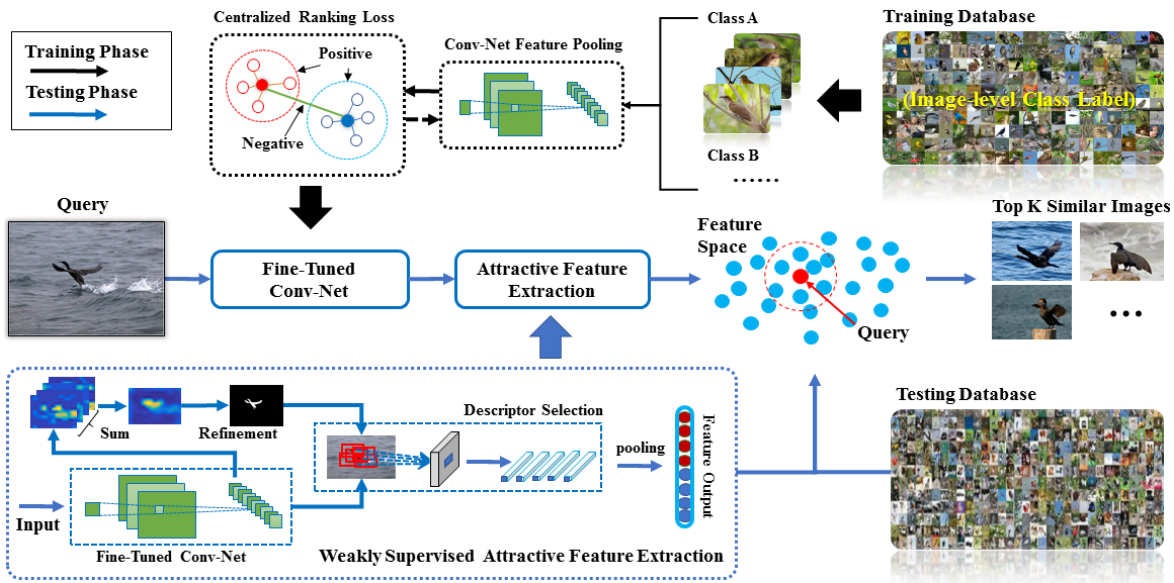 Training Phase
Testing Phase
Centralized Ranking Loss
Positive
Negative
Conv-Net Feature Pooling
Class A
Class B
......
Training Database
(Image-level Class Label)
Query
Fine-Tuned
Conv-Net
Attractive Feature
Extraction
Feature
Space
Query
Top K Similar Images
...
Sum
Refinement
Descriptor Selection
pooling
Feature Output
Input
Fine-Tuned Conv-Net
Weakly Supervised Attractive Feature Extraction
Testing Database